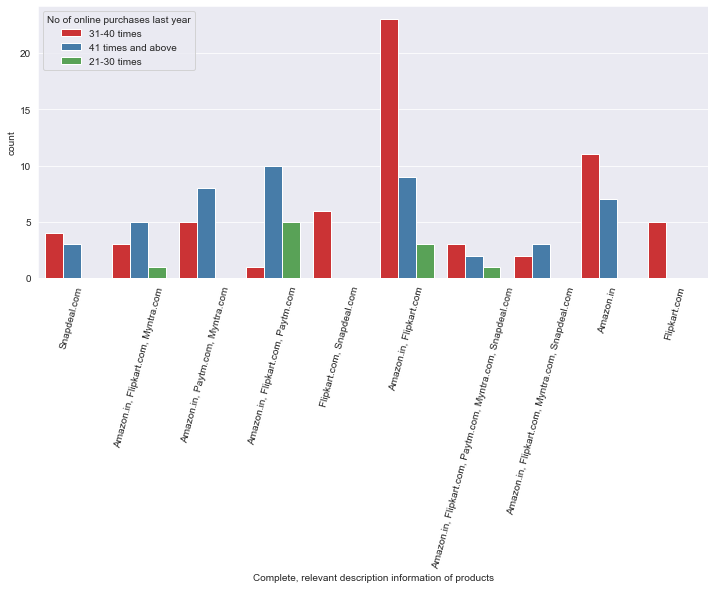 No of online purchases last year
31-40 times
41 times and above
21-30 times
count
20
15
10
5
0
Snapdeal.com
Amazon.in, Flipkart.com, Myntra.com
Amazon.in, Paytm.com, Myntra.com
Amazon.in, Flipkart.com, Paytm.com
Flipkart.com, Snapdeal.com
Amazon.in, Flipkart.com
Amazon.in, Flipkart.com, Paytm.com, Myntra.com, Snapdeal.com
Amazon.in, Flipkart.com, Myntra.com, Snapdeal.com
Amazon.in
Flipkart.com
Complete, relevant description information of products